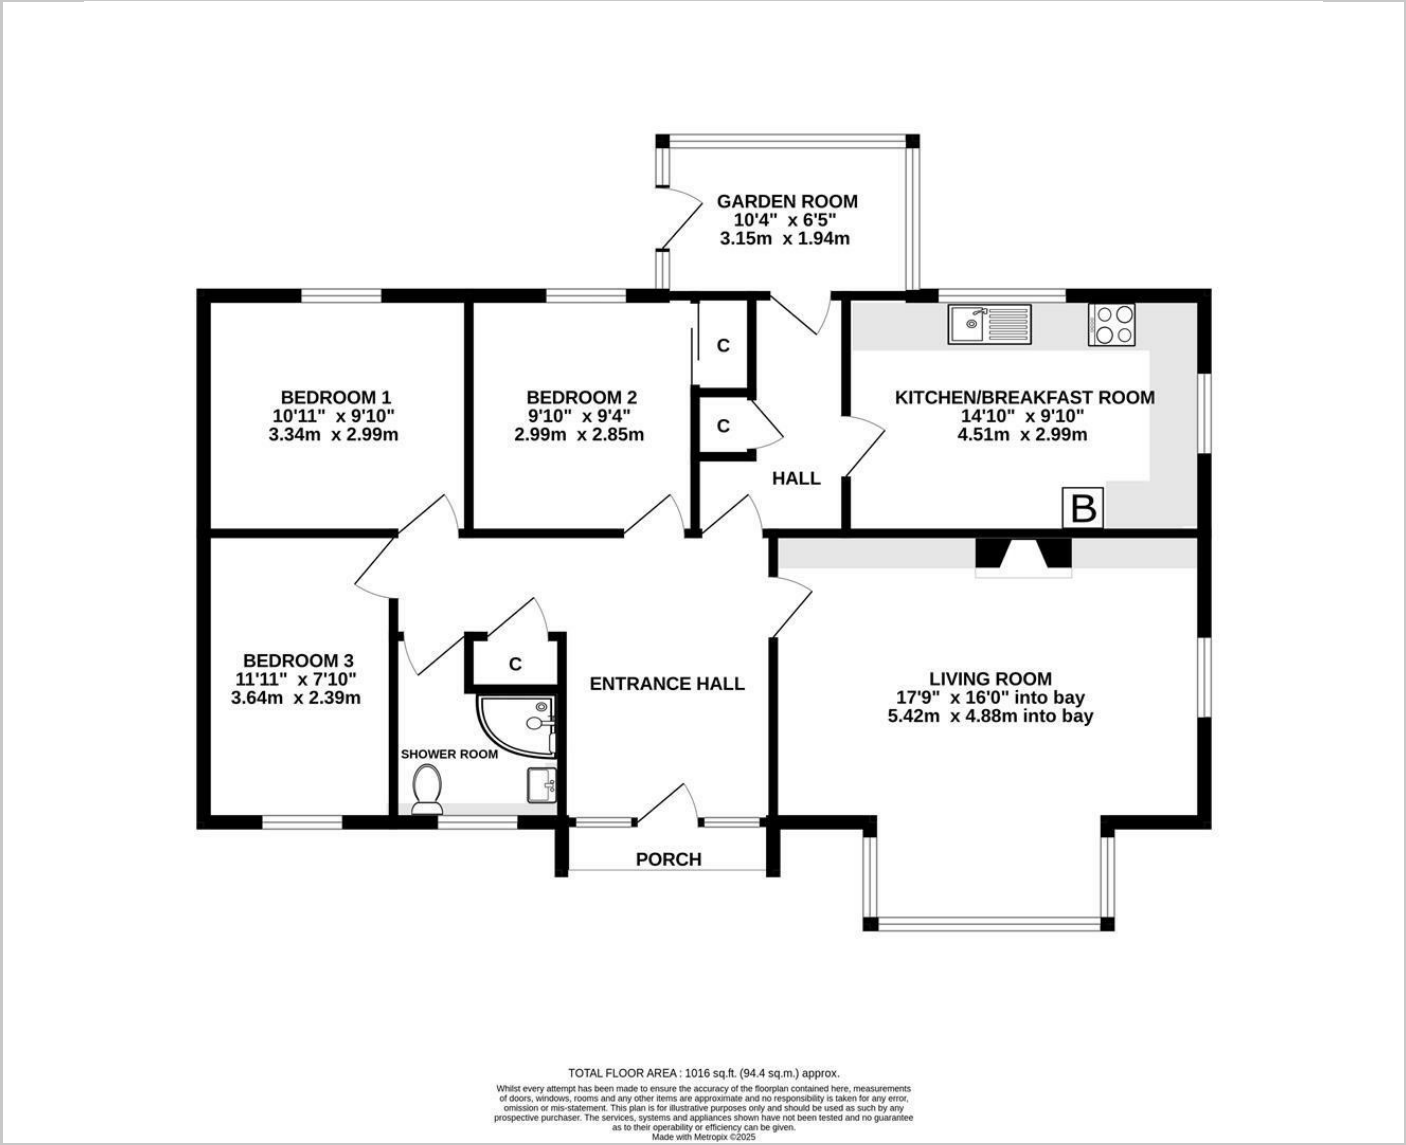 GARDEN ROOM
10'4" x 6'5"
3.15m x 1.94m
BEDROOM 1
10'11" x 9'10"
3.34m x 2.99m
BEDROOM 2
9'10" x 9'4"
2.99m x 2.85m
C
C
HALL
KITCHEN/BREAKFAST ROOM
14'10" x 9'10"
4.51m x 2.99m
B
BEDROOM 3
11'11" x 7'10"
3.64m x 2.39m
C
SHOWER ROOM
ENTRANCE HALL
LIVING ROOM
17'9" x 16'0" into bay
5.42m x 4.88m into bay
PORCH
TOTAL FLOOR AREA : 1016 sq.ft. (94.4 sq.m.) approx.
Whilst every attempt has been made to ensure the accuracy of the floorplan contained here, measurements
of doors, windows, rooms and any other items are approximate and no responsibility is taken for any error,
omission or mis-statement. This plan is for illustrative purposes only and should be used as such by any
prospective purchaser. The services, systems and appliances shown have not been tested and no guarantee
as to their operability or efficiency can be given.
Made with Metropix ©2025